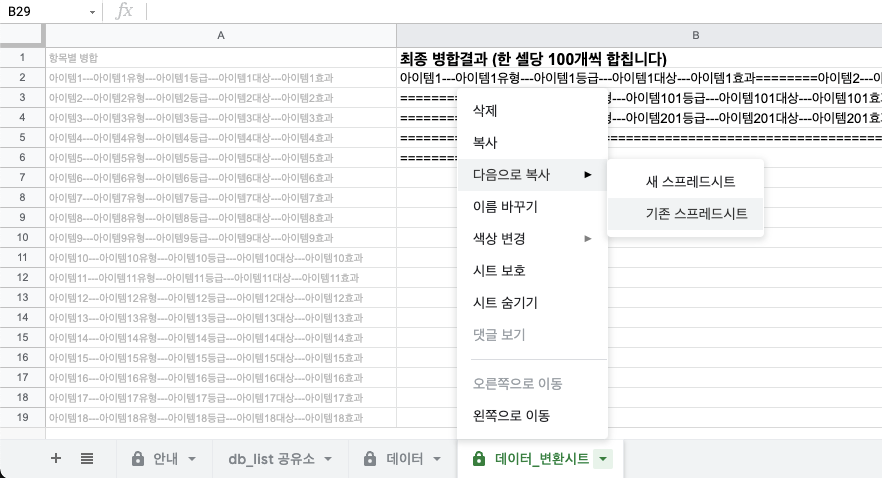 B29
fx
A
B
1
항목별 병합
최종 병합결과 (한 셀당 100개씩 합칩니다)
2
아이템1---아이템1유형---아이템1등급---아이템1대상---아이템1효과
아이템1---아이템1유형---아이템1등급---아이템1대상---아이템1효과========아이템2---아이
3
아이템2---아이템2유형---아이템2등급---아이템2대상---아이템2효과
---아이템101등급---아이템101대상---아이템101효
4
아이템3---아이템3유형---아이템3등급---아이템3대상---아이템3효과
---아이템201등급---아이템201대상---아이템201효
5
아이템4---아이템4유형---아이템4등급---아이템4대상---아이템4효과
6
아이템5---아이템5유형---아이템5등급---아이템5대상---아이템5효과
7
아이템6---아이템6유형---아이템6등급---아이템6대상---아이템6효과
8
아이템7---아이템7유형---아이템7등급---아이템7대상---아이템7효과
9
아이템8---아이템8유형---아이템8등급---아이템8대상---아이템8효과
10
아이템9---아이템9유형---아이템9등급---아이템9대상---아이템9효과
11
아이템10---아이템10유형---아이템10등급---아이템10대상---아이템10효과
12
아이템11---아이템11유형---아이템11등급---아이템11대상---아이템11효과
13
아이템12---아이템12유형---아이템12등급---아이템12대상---아이템12효과
14
아이템13---아이템13유형---아이템13등급---아이템13대상---아이템13효과
15
아이템14---아이템14유형---아이템14등급---아이템14대상---아이템14효과
16
아이템15---아이템15유형---아이템15등급---아이템15대상---아이템15효과
17
아이템16---아이템16유형---아이템16등급---아이템16대상---아이템16효과
18
아이템17---아이템17유형---아이템17등급---아이템17대상---아이템17효과
19
아이템18---아이템18유형---아이템18등급---아이템18대상---아이템18효과
삭제
복사
다음으로 복사
이름 바꾸기
색상 변경
시트 보호
시트 숨기기
댓글 보기
오른쪽으로 이동
왼쪽으로 이동
새 스프레드시트
기존 스프레드시트
안내
db_list 공유소
데이터
데이터_변환시트